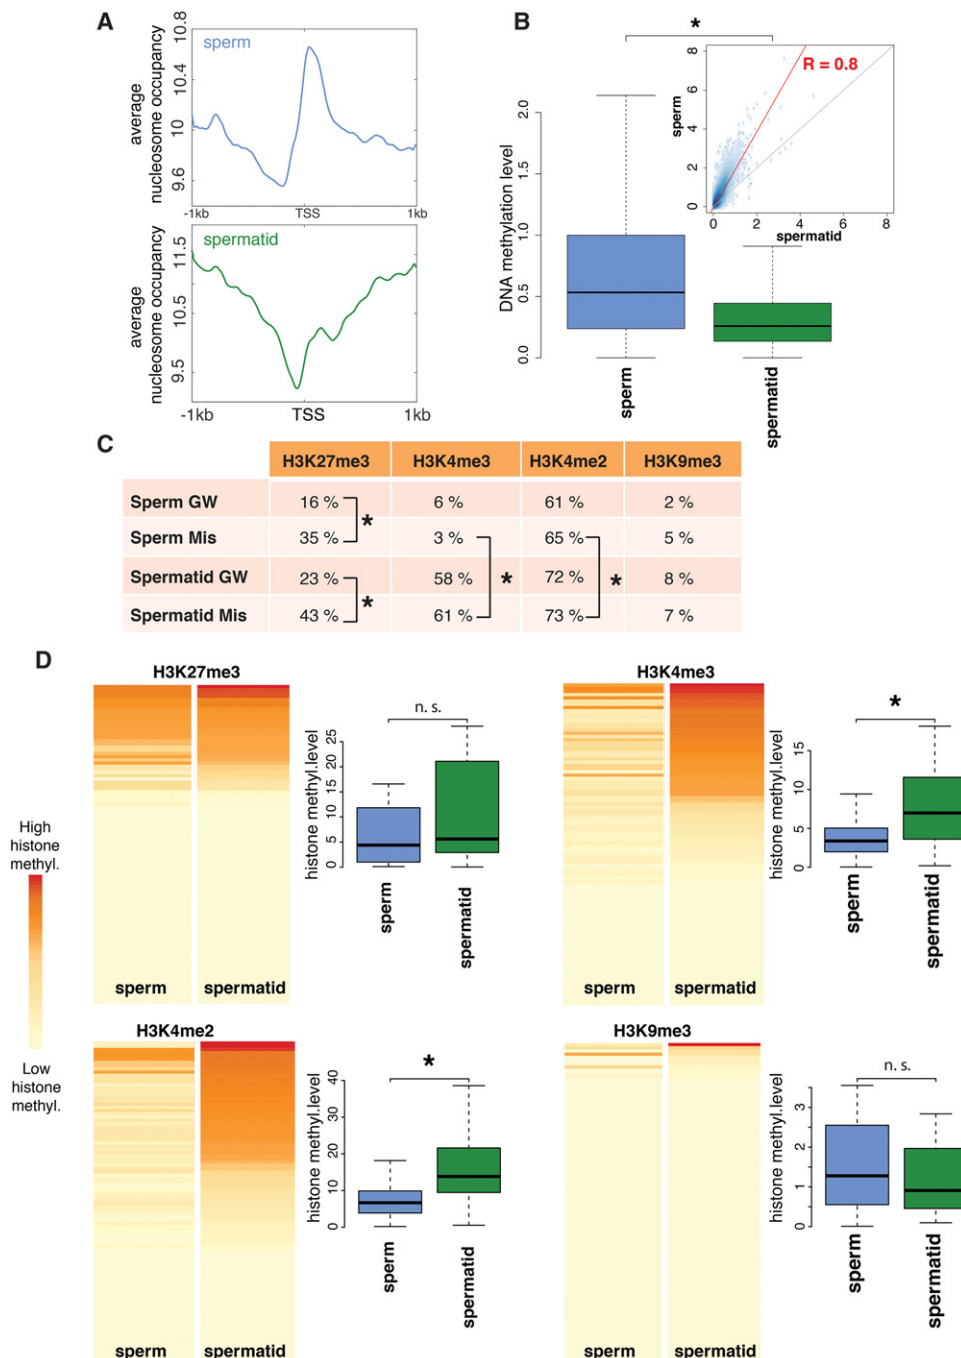 A
average
nucleosome occupancy
10.8
10.4
10
9.6
sperm
-1kb
TSS
1kb
average
nucleosome occupancy
11.5
10.5
9.5
spermatid
-1kb
TSS
1kb
B
*
DNA methylation level
2.0
1.5
1.0
0.5
0.0
sperm
spermatid
R = 0.8
sperm
8
6
4
2
0
0
2
4
6
8
spermatid
C
H3K27me3 H3K4me3 H3K4me2 H3K9me3
Sperm GW 16 % 6 % 61 % 2 %
*
Sperm Mis 35 % 3 % 65 % 5 %
Spermatid GW 23 % 58 % 72 % 8 %
* * *
Spermatid Mis 43 % 61 % 73 % 7 %
D
High
histone
methyl.
Low
histone
methyl.
H3K27me3
sperm
spermatid
histone methyl.level
25
20
15
10
5
0
n. s.
sperm
spermatid
H3K4me3
sperm
spermatid
histone methyl.level
15
10
5
0
*
sperm
spermatid
H3K4me2
sperm
spermatid
histone methyl.level
40
30
20
10
0
*
sperm
spermatid
H3K9me3
sperm
spermatid
histone methyl.level
3
2
1
0
n. s.
sperm
spermatid